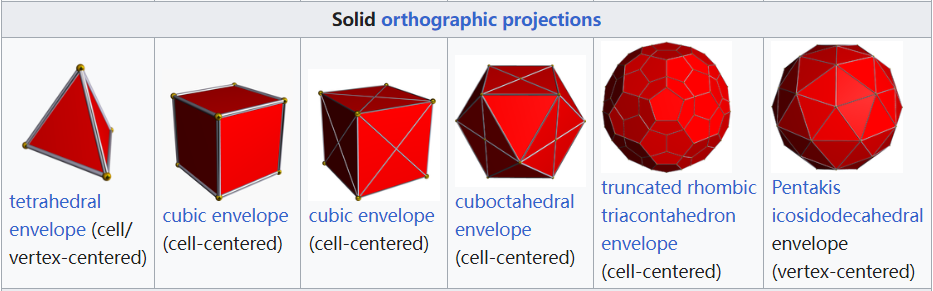 Solid orthographic projections
tetrahedral
envelope (cell/
vertex-centered)
cubic envelope
(cell-centered)
cubic envelope
(cell-centered)
cuboctahedral
envelope
(cell-centered)
truncated rhombic
triacontahedron
envelope
(cell-centered)
Pentakis
icosidodecahedral
envelope
(vertex-centered)